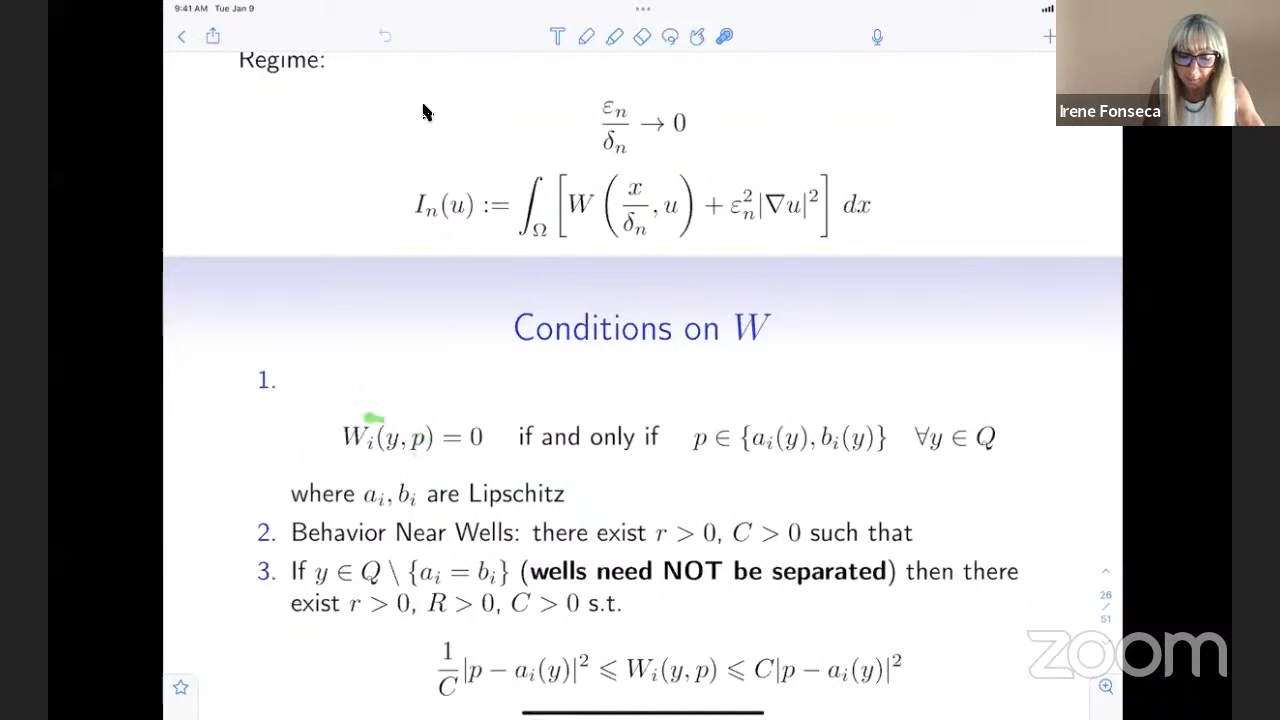 9:41 AM Tue Jan 9
Regime:
ε_n / δ_n → 0
I_n(u) := ∫_Ω [ W ( x/δ_n , u ) + ε_n^2 |∇u|^2 ] dx
Irene Fonseca
Conditions on W
1.
W_i(y, p) = 0 if and only if p ∈ {a_i(y), b_i(y)} ∀y ∈ Q
where a_i, b_i are Lipschitz
2. Behavior Near Wells: there exist r > 0, C > 0 such that
3. If y ∈ Q \ {a_i = b_i} (wells need NOT be separated) then there
exist r > 0, R > 0, C > 0 s.t.
1/C |p − a_i(y)|^2 ⩽ W_i(y, p) ⩽ C|p − a_i(y)|^2
26
/
51
zoom